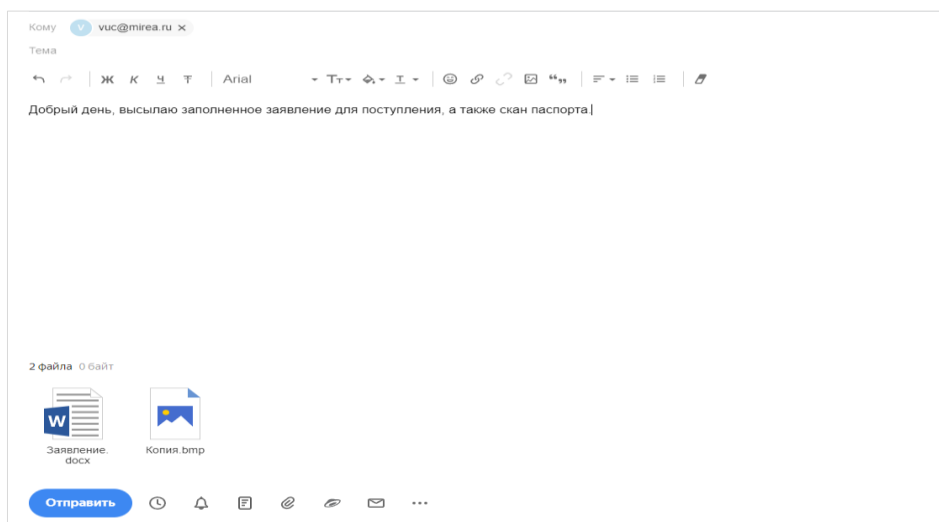 Кому V vuc@mirea.ru ×
Тема
Ж К Ч Т Arial Тт Т
Добрый день, высылаю заполненное заявление для поступления, а также скан паспорта.
2 файла 0 байт
W
Заявление. Копия.bmp
docx
Отправить